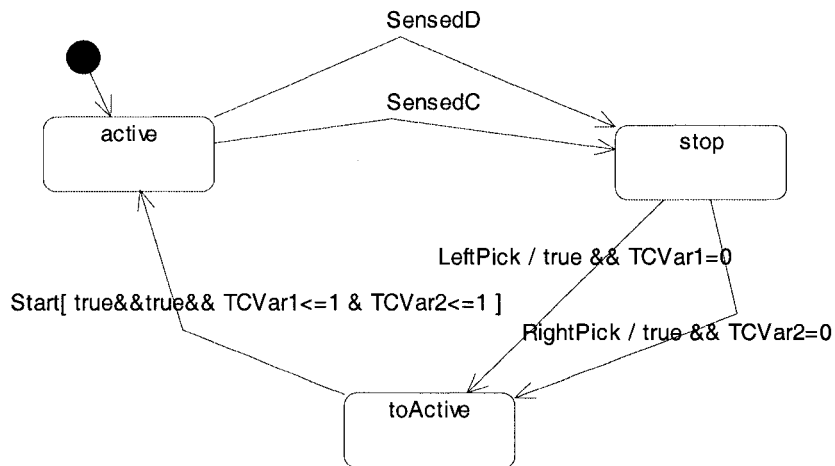 SensedD
SensedC
active
stop
LeftPick / true && TCVar1=0
Start[ true&&true&& TCVar1<=1 & TCVar2<=1 ]
RightPick / true && TCVar2=0
toActive